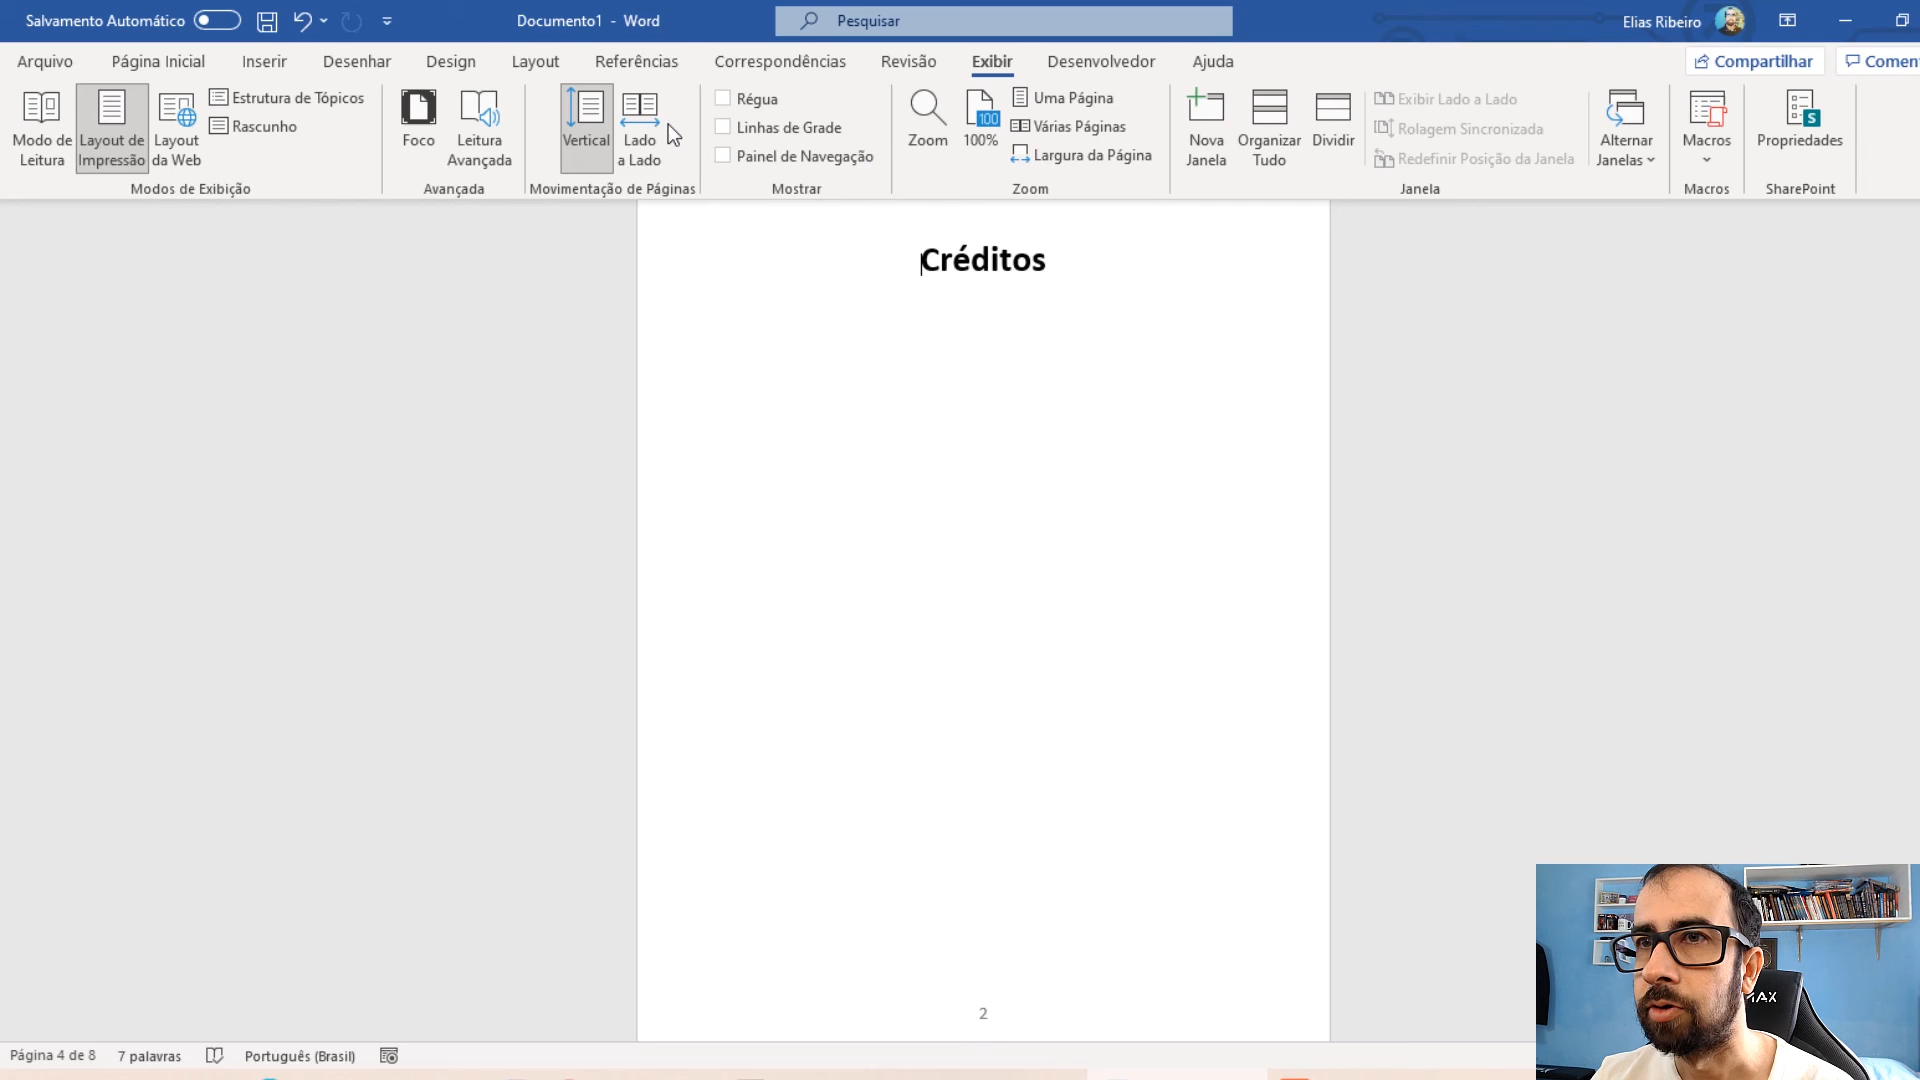 Salvamento Automático
Documento1 - Word
Pesquisar
Elias Ribeiro
Arquivo Página Inicial Inserir Desenhar Design Layout Referências Correspondências Revisão Exibir Desenvolvedor Ajuda
Compartilhar
Comen
Modo de Leitura
Layout de Impressão
Layout da Web
Estrutura de Tópicos
Rascunho
Modos de Exibição
Foco
Leitura Avançada
Avançada
Vertical
Lado a Lado
Movimentação de Páginas
Régua
Linhas de Grade
Painel de Navegação
Mostrar
Zoom
100
100%
Uma Página
Várias Páginas
Largura da Página
Zoom
Nova Janela
Organizar Tudo
Dividir
Exibir Lado a Lado
Rolagem Sincronizada
Redefinir Posição da Janela
Alternar Janelas
Janela
Macros
Macros
S
Propriedades
SharePoint
Créditos
2
Página 4 de 8
7 palavras
Português (Brasil)